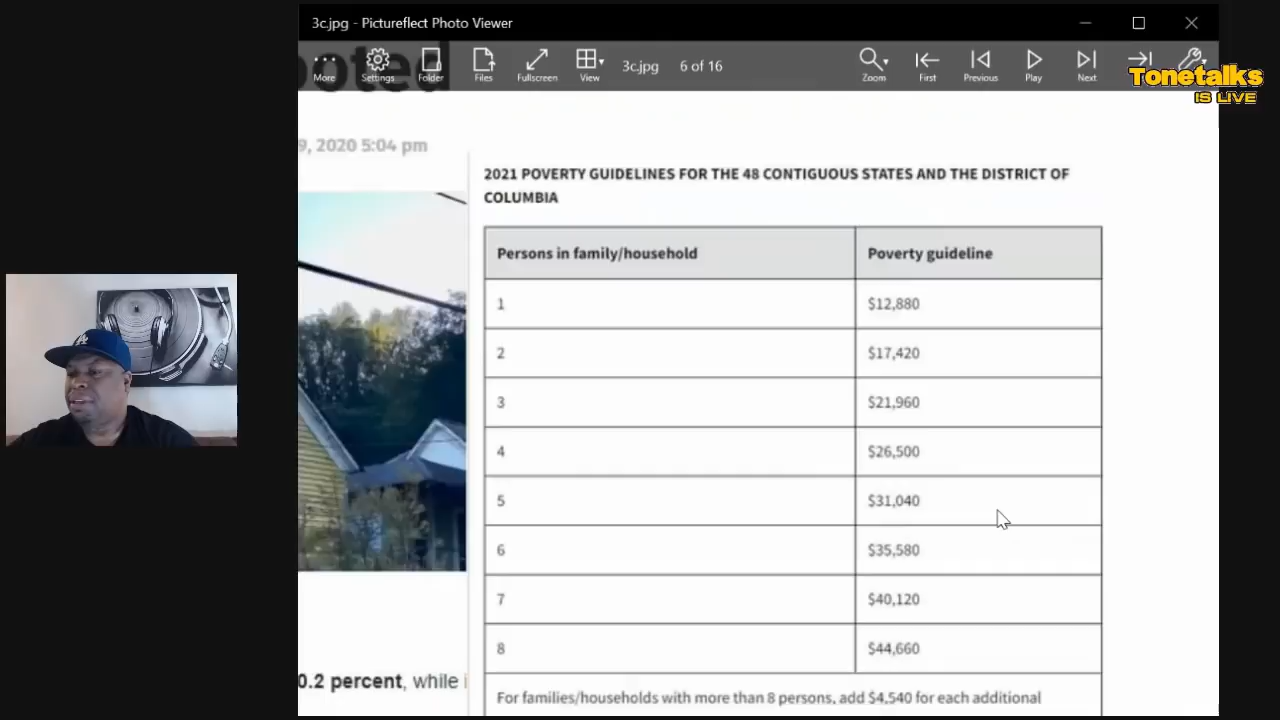 3c.jpg - Pictureflect Photo Viewer
ooted
More
Settings
Folder
Files
Fullscreen
View
3c.jpg
6 of 16
Zoom
First
Previous
Play
Next
Tonetalks
IS LIVE
9, 2020 5:04 pm
2021 POVERTY GUIDELINES FOR THE 48 CONTIGUOUS STATES AND THE DISTRICT OF
COLUMBIA
Persons in family/household Poverty guideline
1 $12,880
2 $17,420
3 $21,960
4 $26,500
5 $31,040
6 $35,580
7 $40,120
8 $44,660
For families/households with more than 8 persons, add $4,540 for each additional
0.2 percent, while i